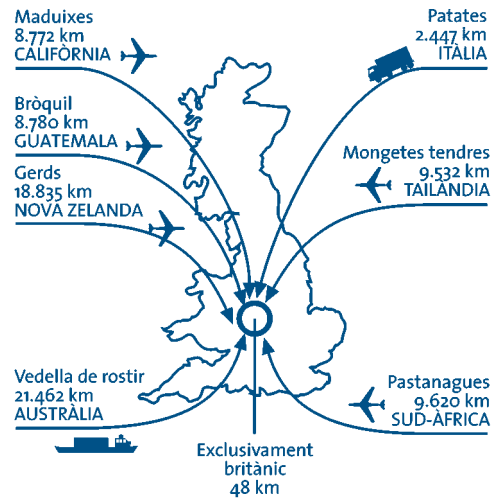 Maduixes
8.772 km
CALIFÒRNIA
Bròquil
8.780 km
GUATEMALA
Gerds
18.835 km
NOVA ZELANDA
Vedella de rostir
21.462 km
AUSTRÀLIA
Patates
2.447 km
ITÀLIA
Mongetes tendres
9.532 km
TAILÀNDIA
Pastanagues
9.620 km
SUD-ÀFRICA
Exclusivament
britànic
48 km